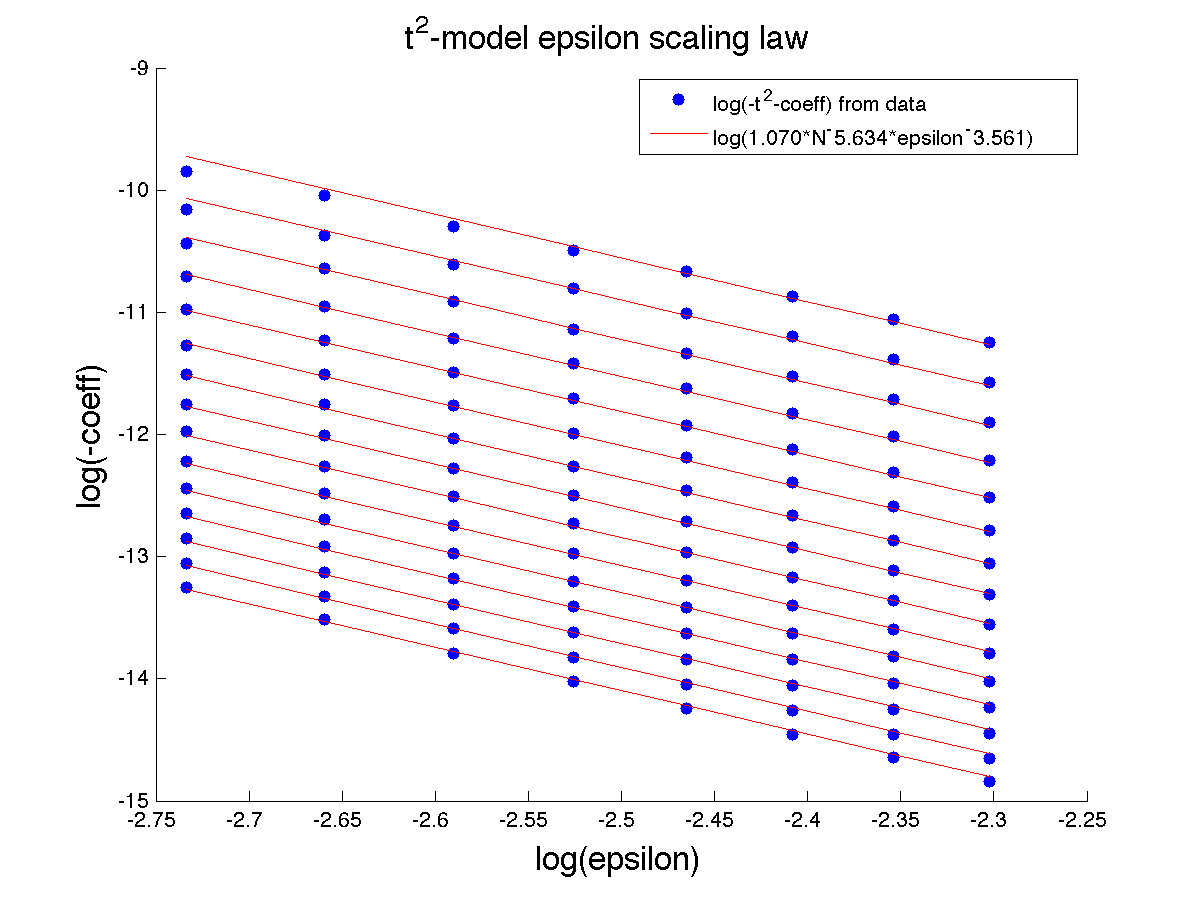 t²-model epsilon scaling law
log(-t²-coeff) from data
log(1.070*N⁻5.634*epsilon⁻3.561)
-9
-10
-11
-12
-13
-14
-15
log(-coeff)
-2.75 -2.7 -2.65 -2.6 -2.55 -2.5 -2.45 -2.4 -2.35 -2.3 -2.25
log(epsilon)